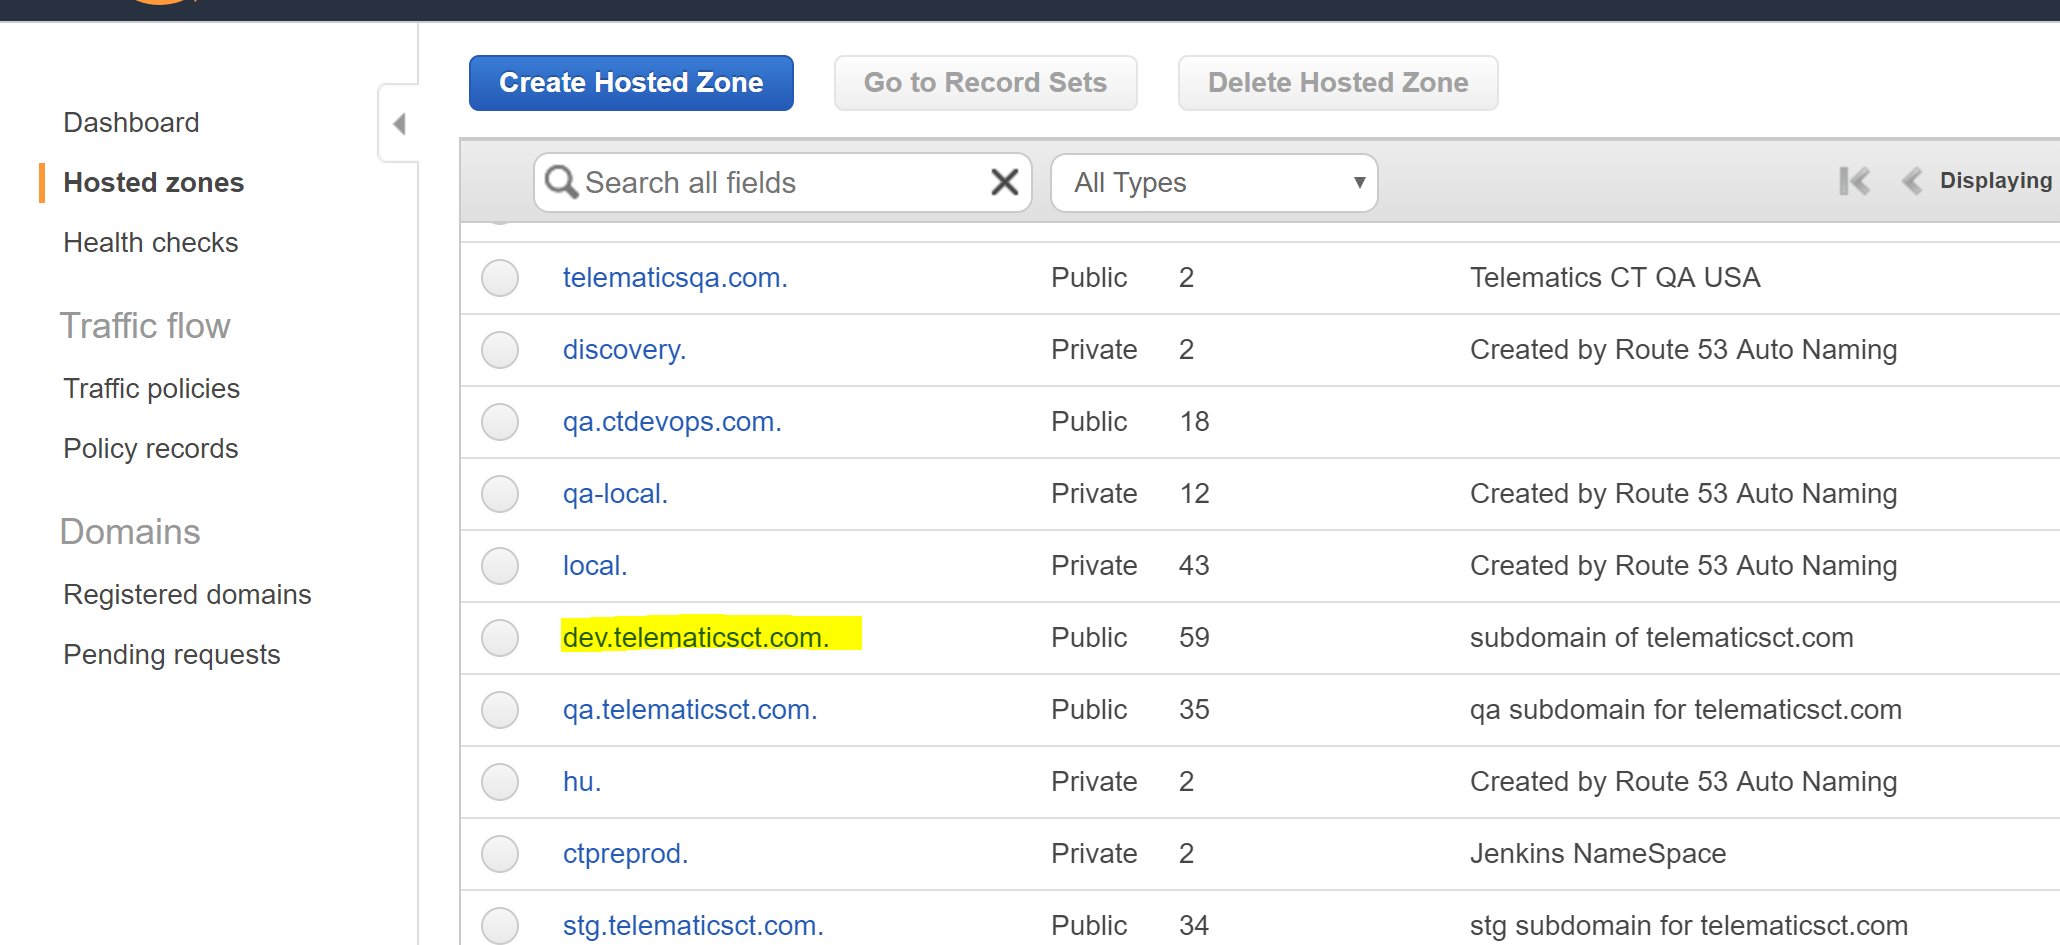 Create Hosted Zone Go to Record Sets Delete Hosted Zone
Dashboard
Hosted zones
Health checks
Traffic flow
Traffic policies
Policy records
Domains
Registered domains
Pending requests
Search all fields All Types Displaying
telematicsqa.com. Public 2 Telematics CT QA USA
discovery. Private 2 Created by Route 53 Auto Naming
qa.ctdevops.com. Public 18
qa-local. Private 12 Created by Route 53 Auto Naming
local. Private 43 Created by Route 53 Auto Naming
dev.telematicsct.com. Public 59 subdomain of telematicsct.com
qa.telematicsct.com. Public 35 qa subdomain for telematicsct.com
hu. Private 2 Created by Route 53 Auto Naming
ctpreprod. Private 2 Jenkins NameSpace
stg.telematicsct.com. Public 34 stg subdomain for telematicsct.com